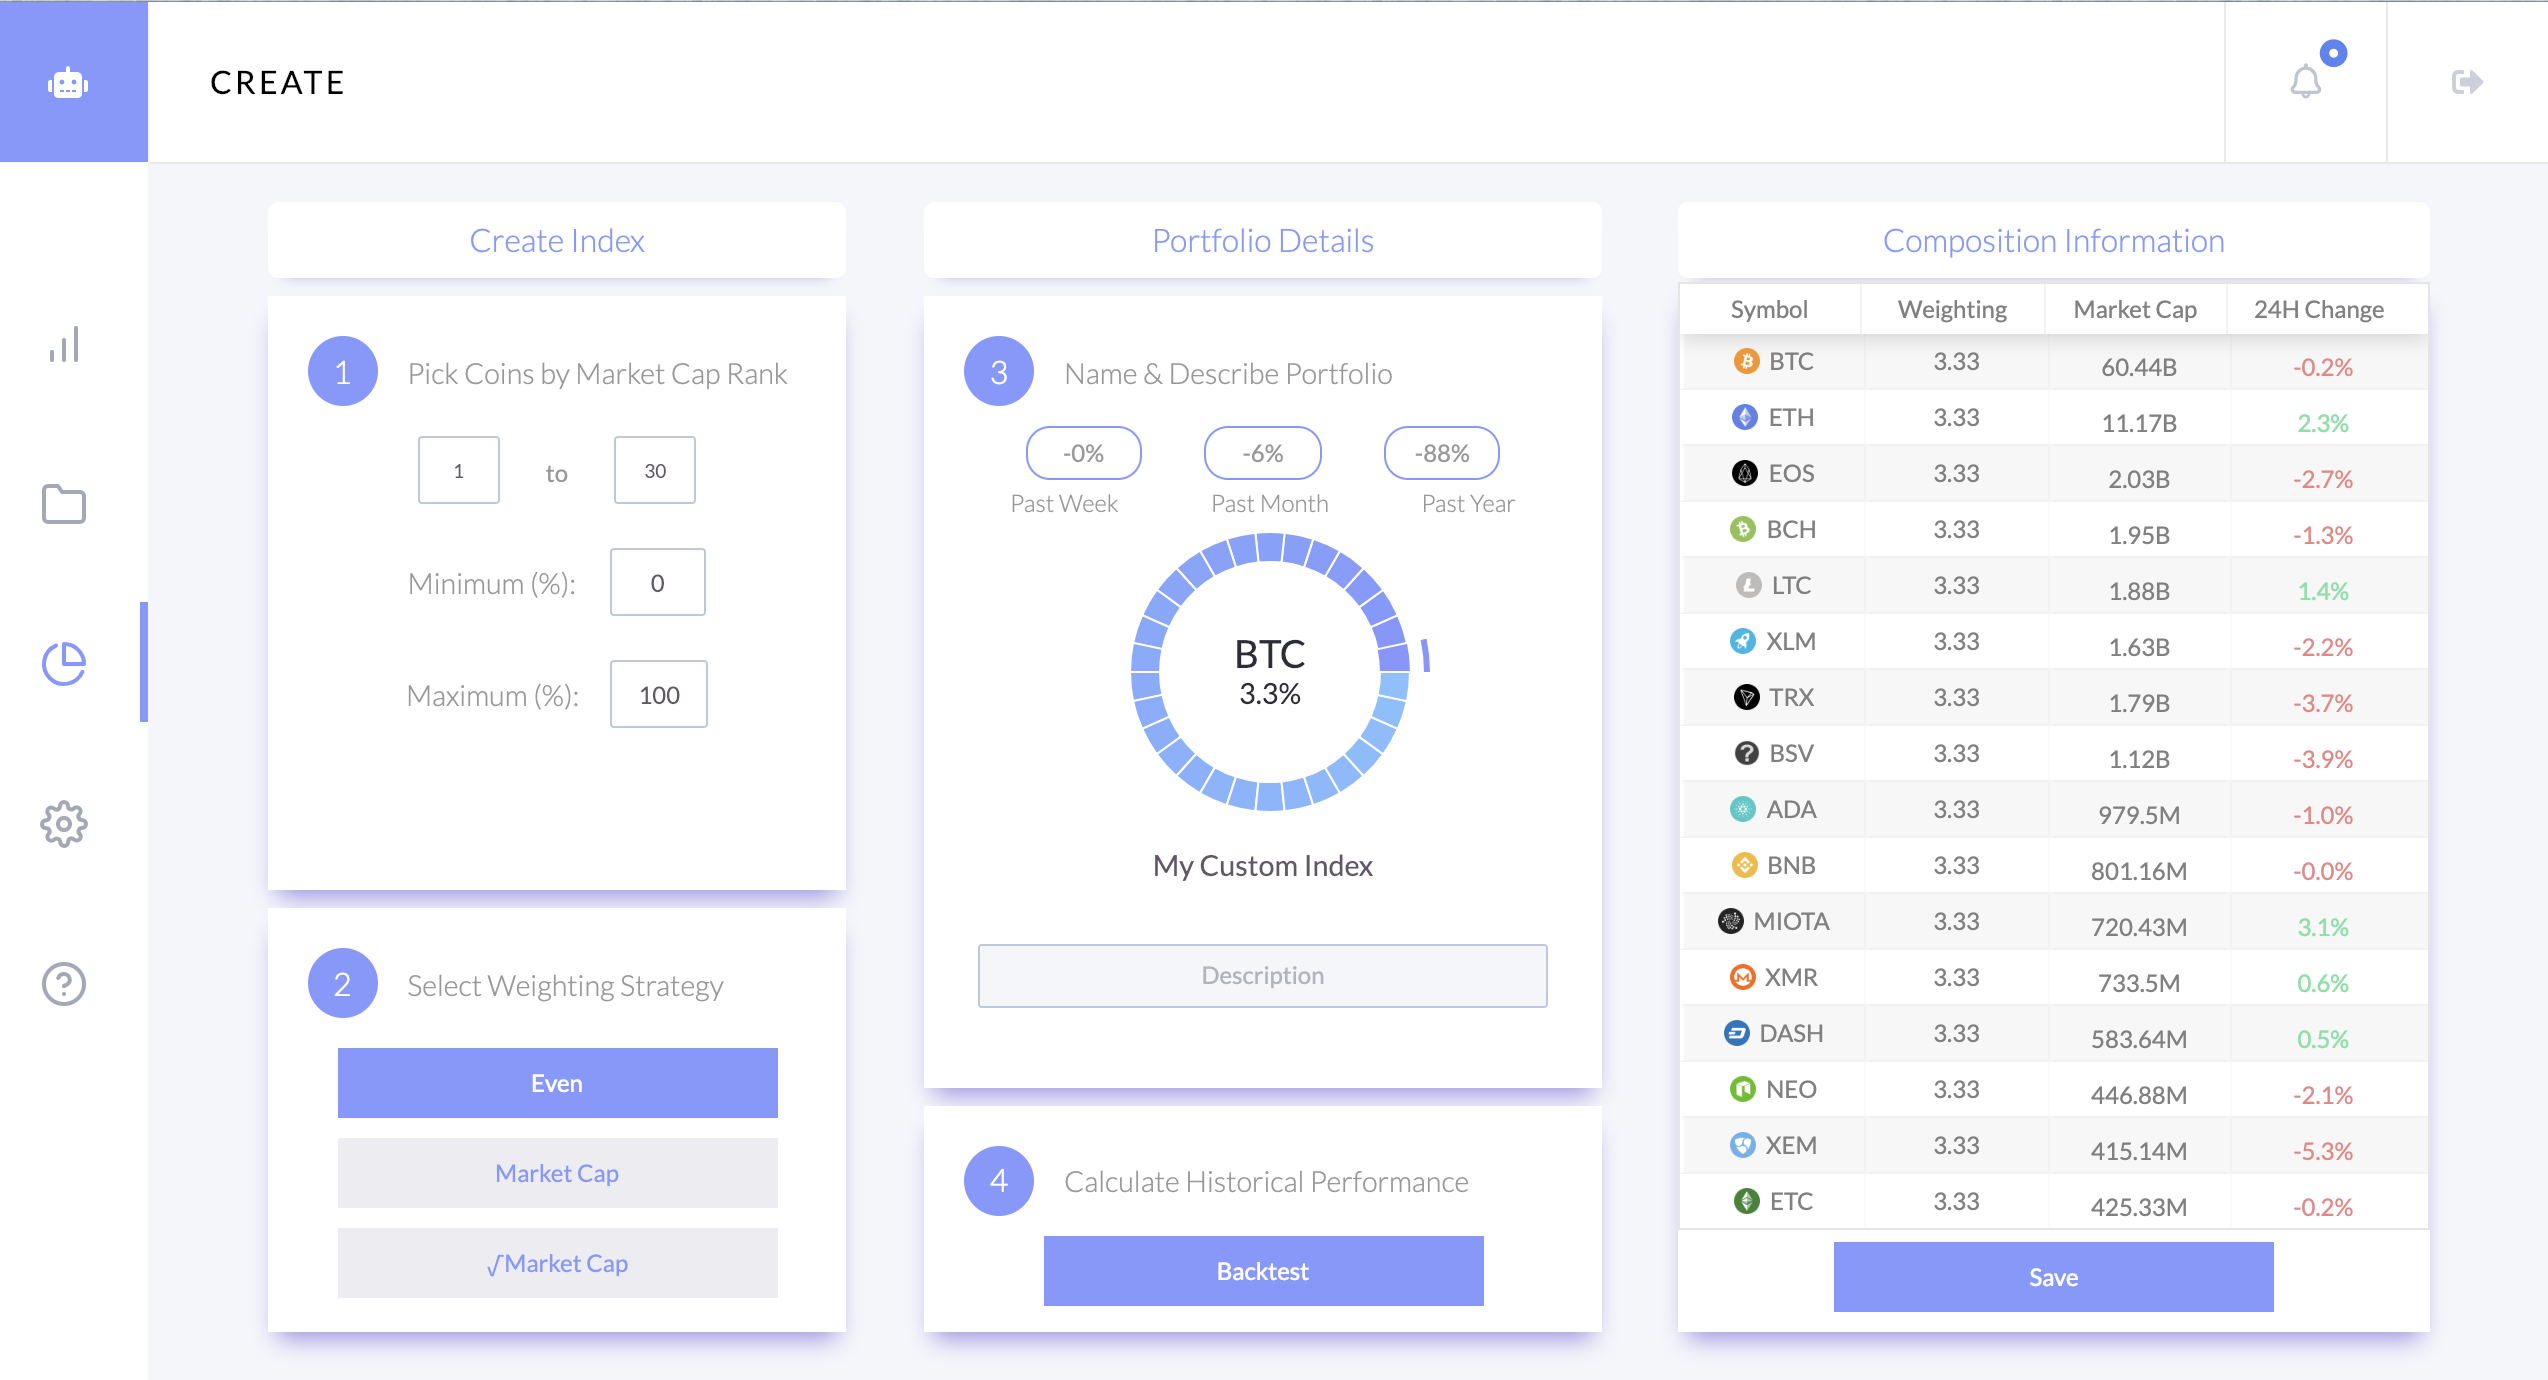 CREATE
Create Index
1 Pick Coins by Market Cap Rank
1 to 30
Minimum (%): 0
Maximum (%): 100
2 Select Weighting Strategy
Even
Market Cap
√Market Cap
Portfolio Details
3 Name & Describe Portfolio
-0% -6% -88%
Past Week Past Month Past Year
BTC
3.3%
My Custom Index
Description
4 Calculate Historical Performance
Backtest
Composition Information
Symbol Weighting Market Cap 24H Change
BTC 3.33 60.44B -0.2%
ETH 3.33 11.17B 2.3%
EOS 3.33 2.03B -2.7%
BCH 3.33 1.95B -1.3%
LTC 3.33 1.88B 1.4%
XLM 3.33 1.63B -2.2%
TRX 3.33 1.79B -3.7%
BSV 3.33 1.12B -3.9%
ADA 3.33 979.5M -1.0%
BNB 3.33 801.16M -0.0%
MIOTA 3.33 720.43M 3.1%
XMR 3.33 733.5M 0.6%
DASH 3.33 583.64M 0.5%
NEO 3.33 446.88M -2.1%
XEM 3.33 415.14M -5.3%
ETC 3.33 425.33M -0.2%
Save